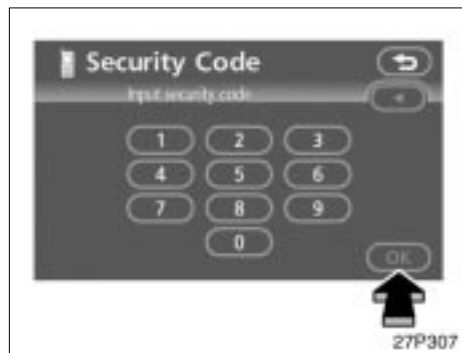 Security Code
Input security code
1 2 3
4 5 6
7 8 9
0
OK
27P307